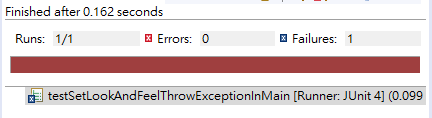 Finished after 0.162 seconds
Runs: 1/1 Errors: 0 Failures: 1
testSetLookAndFeelThrowExceptionInMain [Runner: JUnit 4] (0.099